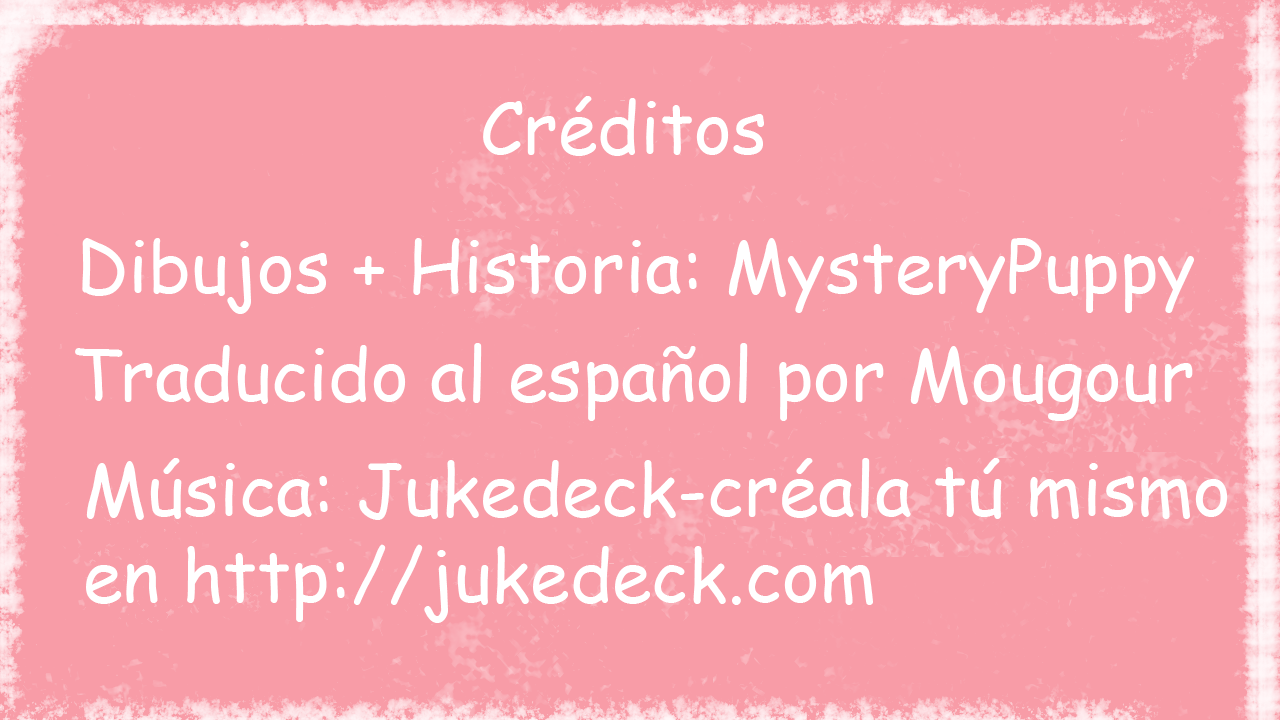 Créditos
Dibujos + Historia: MysteryPuppy
Traducido al español por Mougour
Música: Jukedeck-créala tú mismo
en http://jukedeck.com